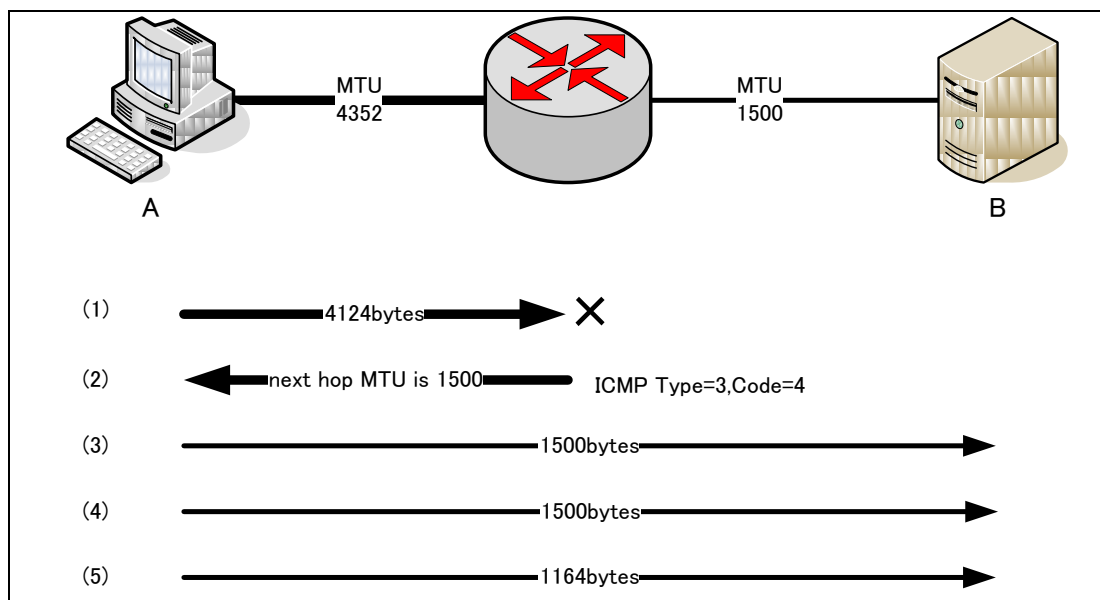 MTU
4352
MTU
1500
A
B
(1)
4124bytes
(2)
next hop MTU is 1500
ICMP Type=3,Code=4
(3)
1500bytes
(4)
1500bytes
(5)
1164bytes